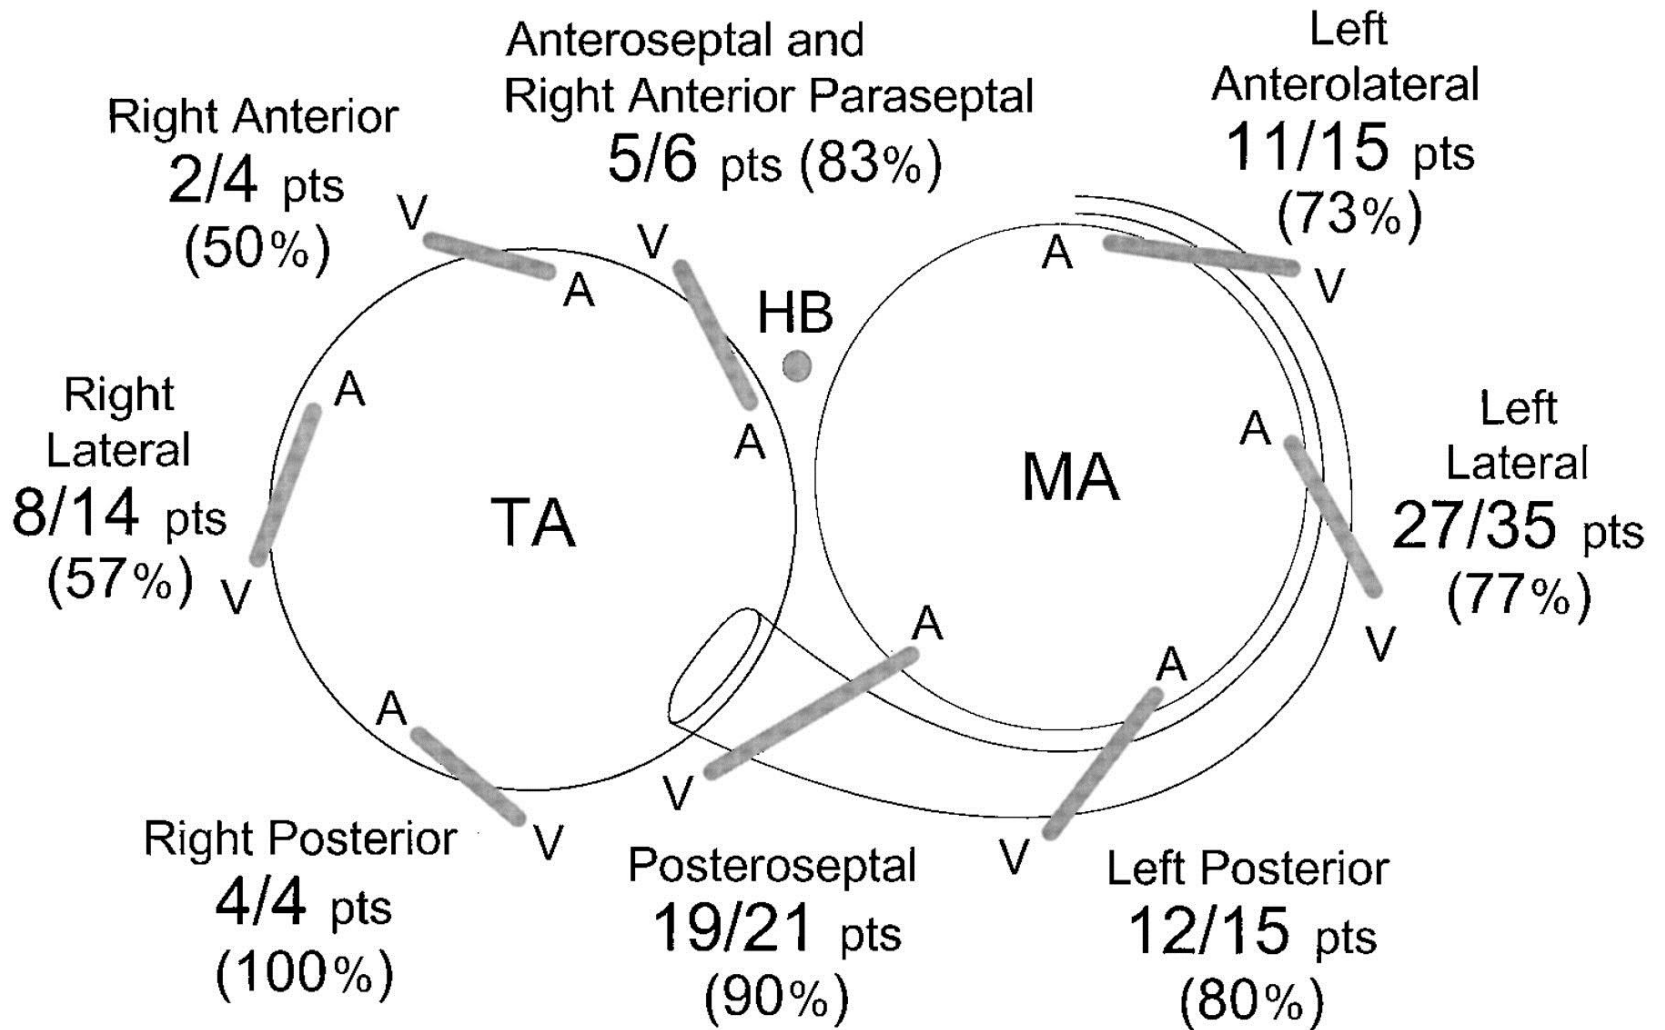 Anteroseptal and
Right Anterior Paraseptal
5/6 pts (83%)
Left
Anterolateral
11/15 pts
(73%)
Right Anterior
2/4 pts
(50%)
V
A
V
A
HB
A
V
Right
Lateral
8/14 pts
(57%)
A
V
TA
MA
A
V
Left
Lateral
27/35 pts
(77%)
A
V
A
V
A
V
Right Posterior
4/4 pts
(100%)
Posteroseptal
19/21 pts
(90%)
Left Posterior
12/15 pts
(80%)